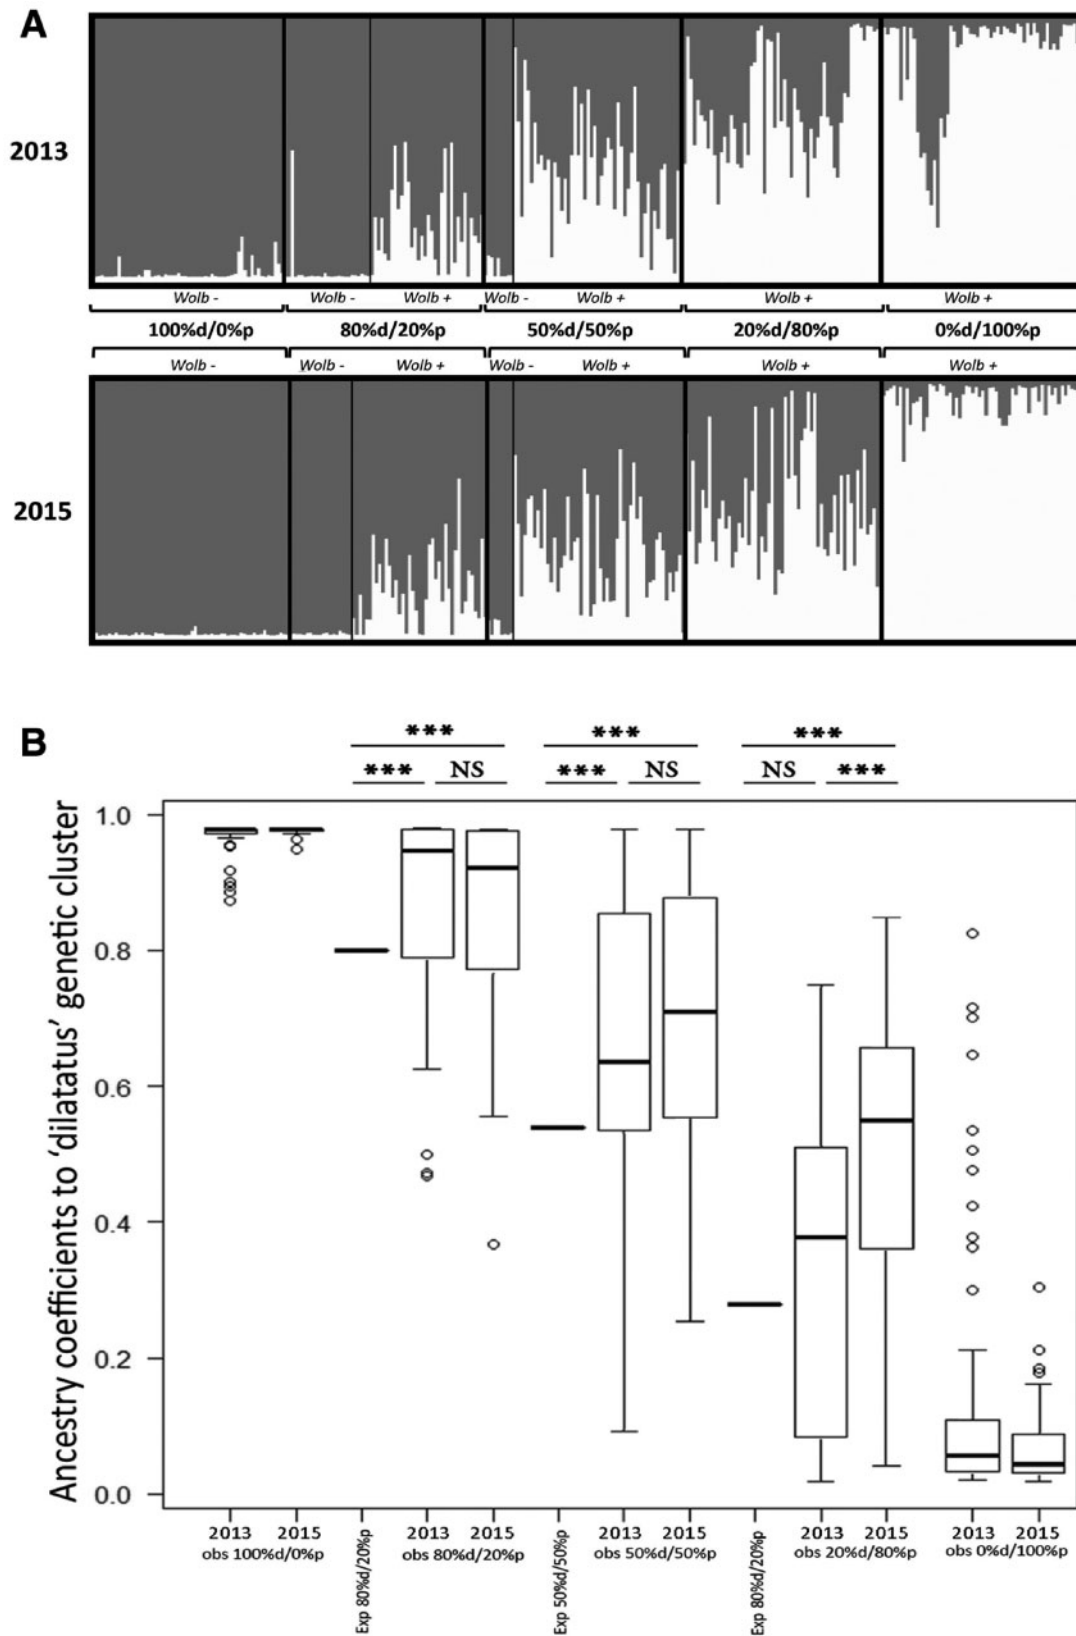 A
2013
Wolb - Wolb - Wolb + Wolb - Wolb + Wolb + Wolb +
100%d/0%p 80%d/20%p 50%d/50%p 20%d/80%p 0%d/100%p
Wolb - Wolb - Wolb + Wolb - Wolb + Wolb + Wolb +
2015
B
*** *** ***
*** NS *** NS NS ***
Ancestry coefficients to 'dilatatus' genetic cluster
1.0
0.8
0.6
0.4
0.2
0.0
2013 2015 2013 2015 2013 2015 2013 2015 2013 2015
obs 100%d/0%p obs 80%d/20%p obs 50%d/50%p obs 20%d/80%p obs 0%d/100%p
Exp 80%d/20%p
Exp 50%d/50%p
Exp 80%d/20%p